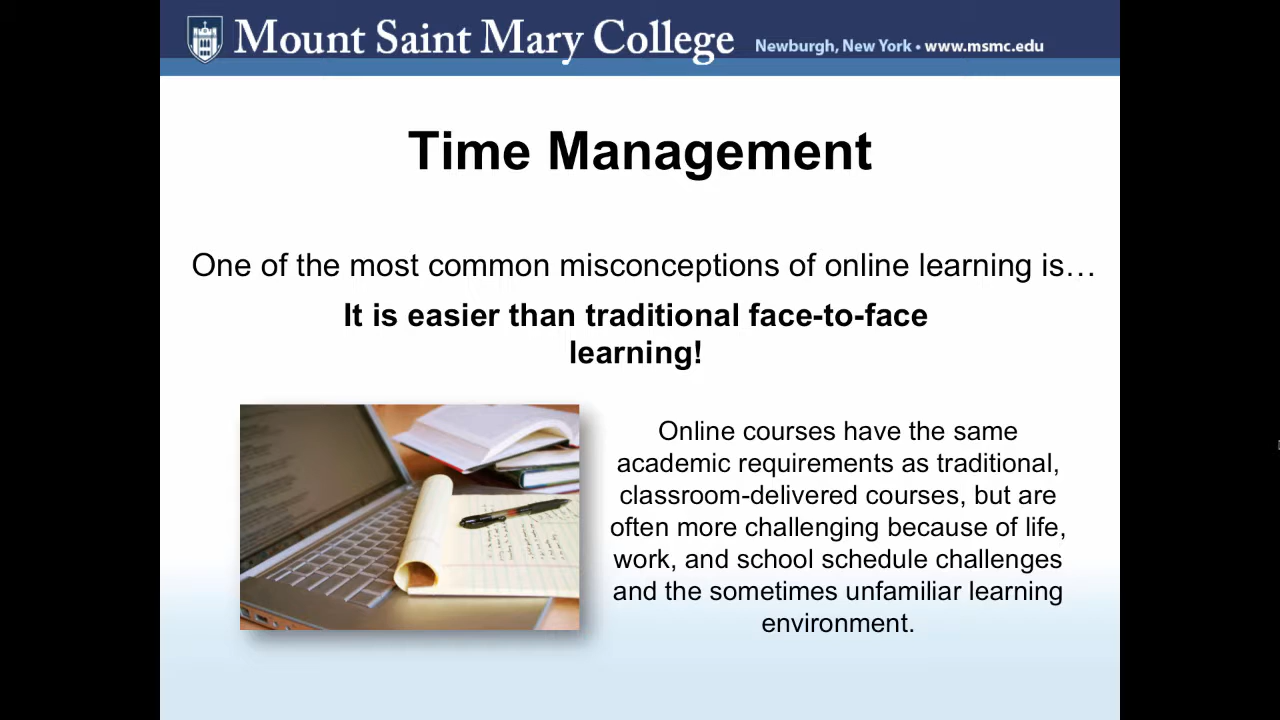 Mount Saint Mary College Newburgh, New York • www.msmc.edu
Time Management
One of the most common misconceptions of online learning is…
It is easier than traditional face-to-face
learning!
Online courses have the same
academic requirements as traditional,
classroom-delivered courses, but are
often more challenging because of life,
work, and school schedule challenges
and the sometimes unfamiliar learning
environment.